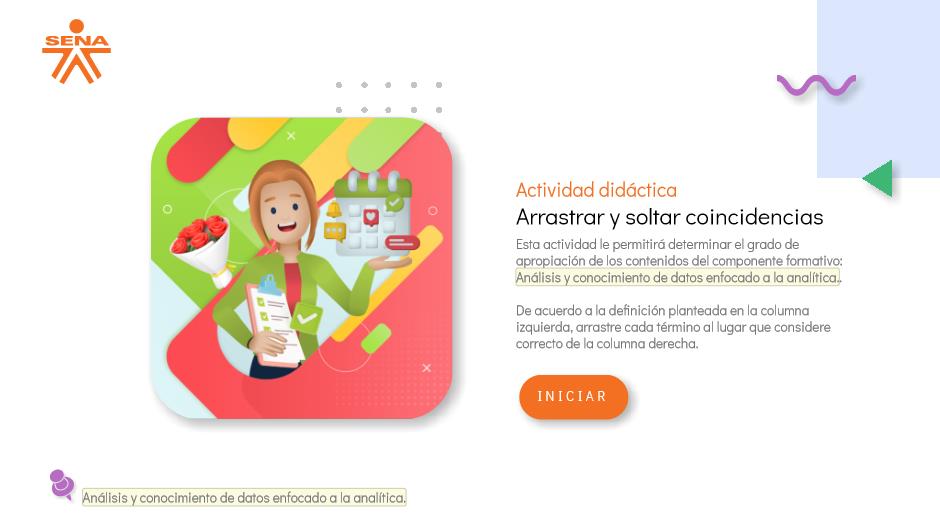 SENA
Actividad didáctica
Arrastrar y soltar coincidencias
Esta actividad le permitirá determinar el grado de
apropiación de los contenidos del componente formativo:
Análisis y conocimiento de datos enfocado a la analítica..
De acuerdo a la definición planteada en la columna
izquierda, arrastre cada término al lugar que considere
correcto de la columna derecha.
INICIAR
Análisis y conocimiento de datos enfocado a la analítica.